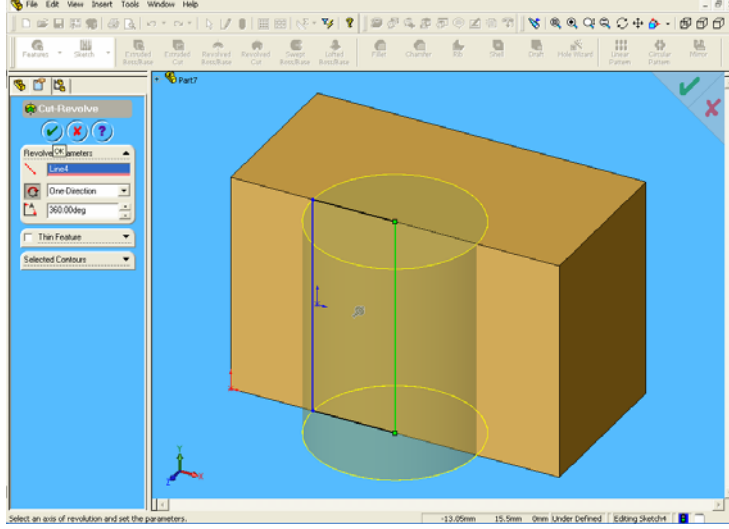 File Edit View Insert Tools Window Help
Features Sketch Extruded Boss/Base Extruded Cut Revolved Boss/Base Revolved Cut Swept Boss/Base Lofted Boss/Base Fillet Chamfer Rib Shell Draft Hole Wizard Linear Pattern Circular Pattern Mirror
Part7
Cut-Revolve
Revolve Parameters
OK
Line4
One-Direction
360.00deg
Thin Feature
Selected Contours
Y
X
Z
Select an axis of revolution and set the parameters. -13.05mm 15.5mm 0mm Under Defined Editing Sketch4